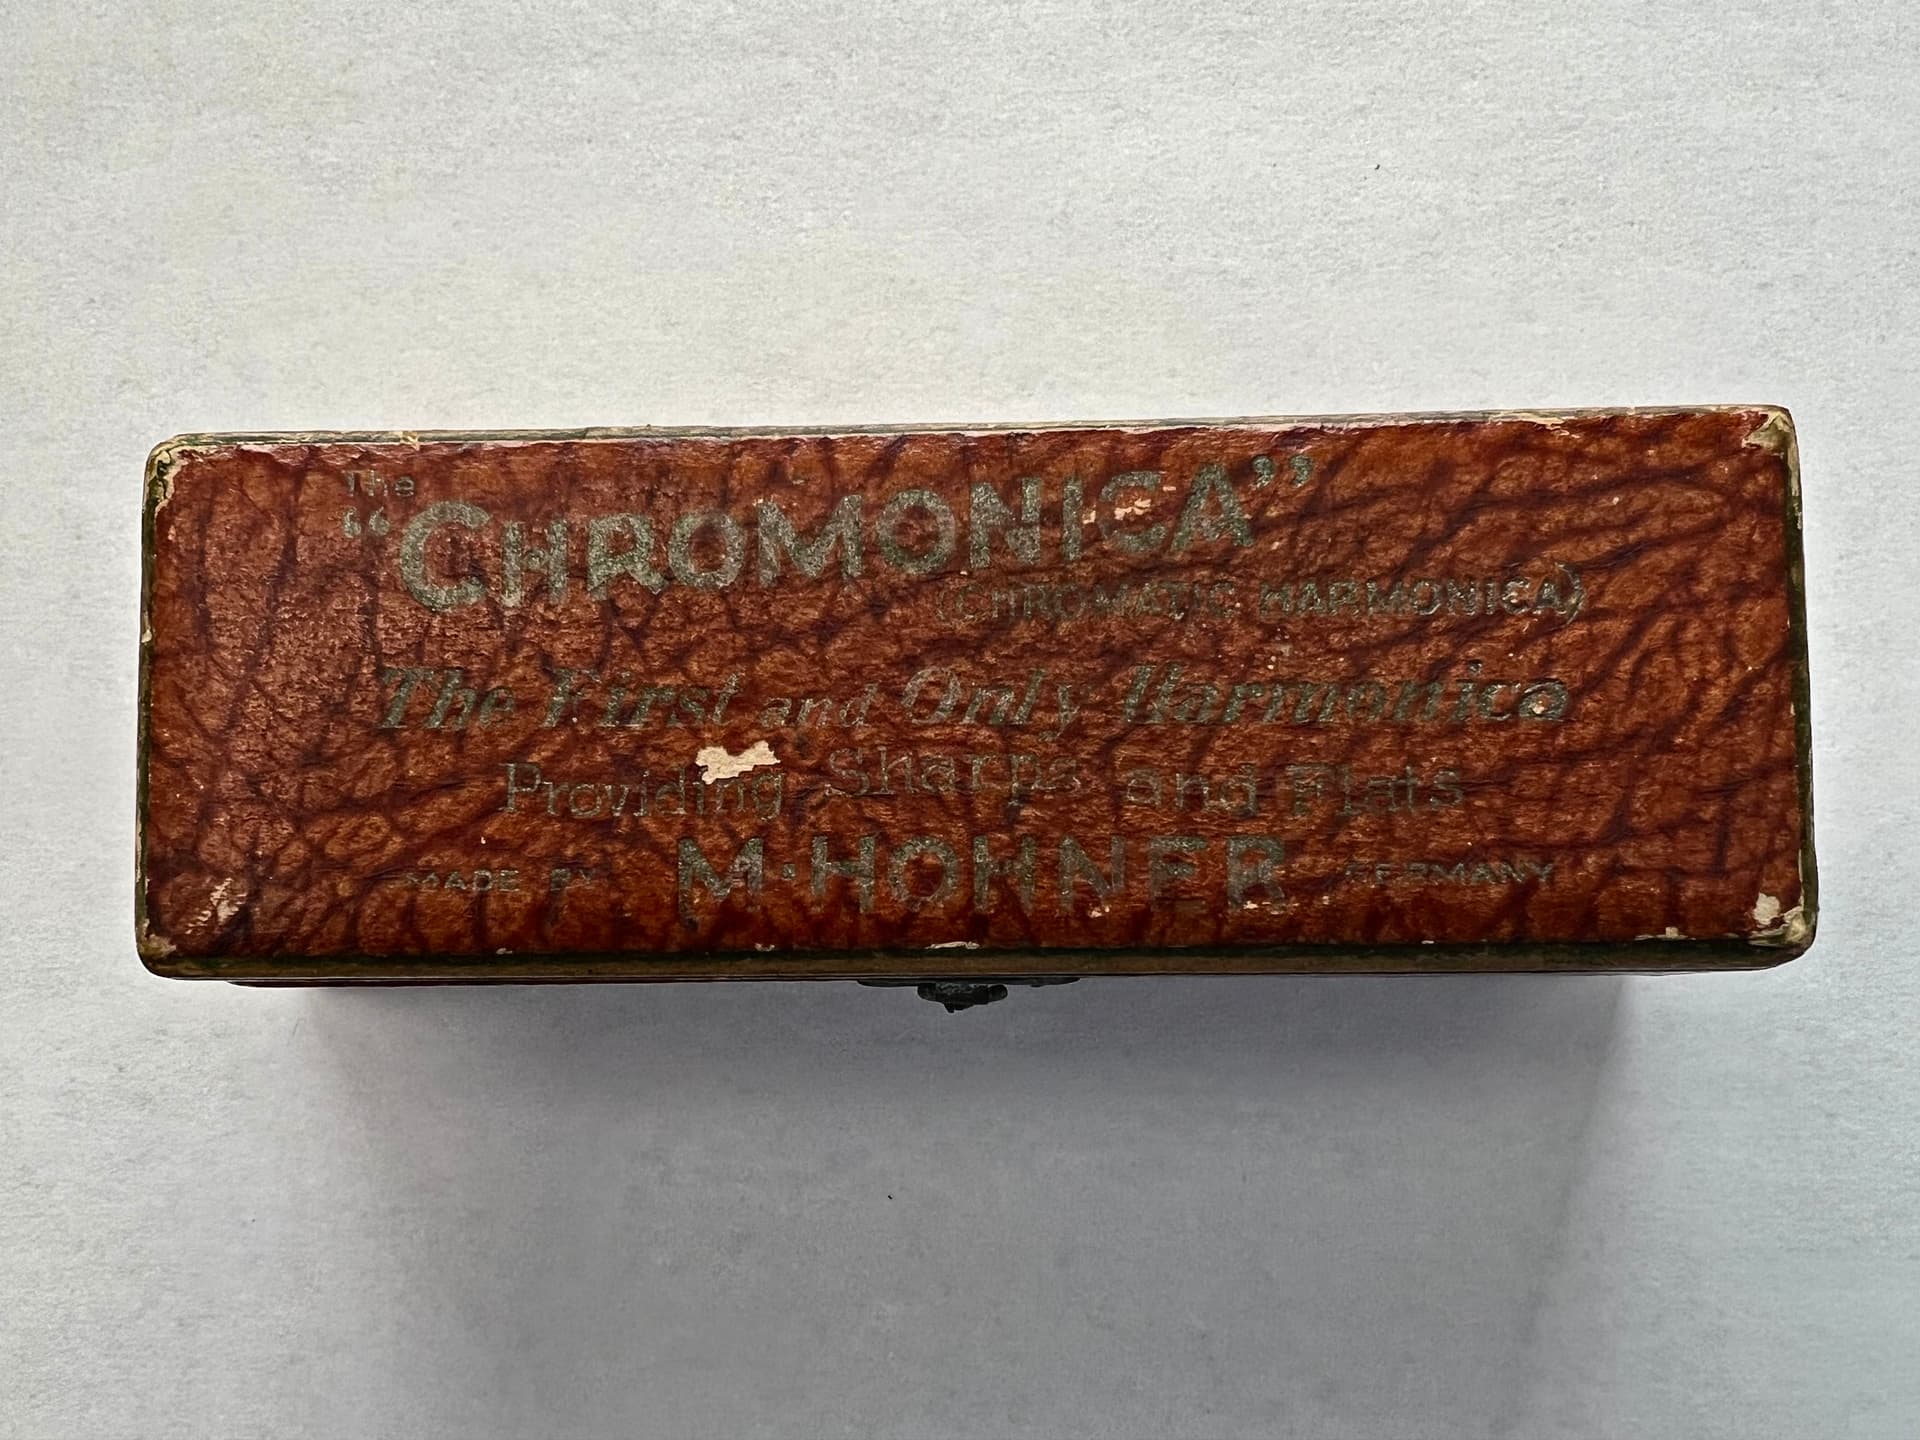 The
“CHROMONICA”
(CHROMATIC HARMONICA)
The First and Only Harmonica
Providing Sharps and Flats
MADE BY M·HOHNER GERMANY